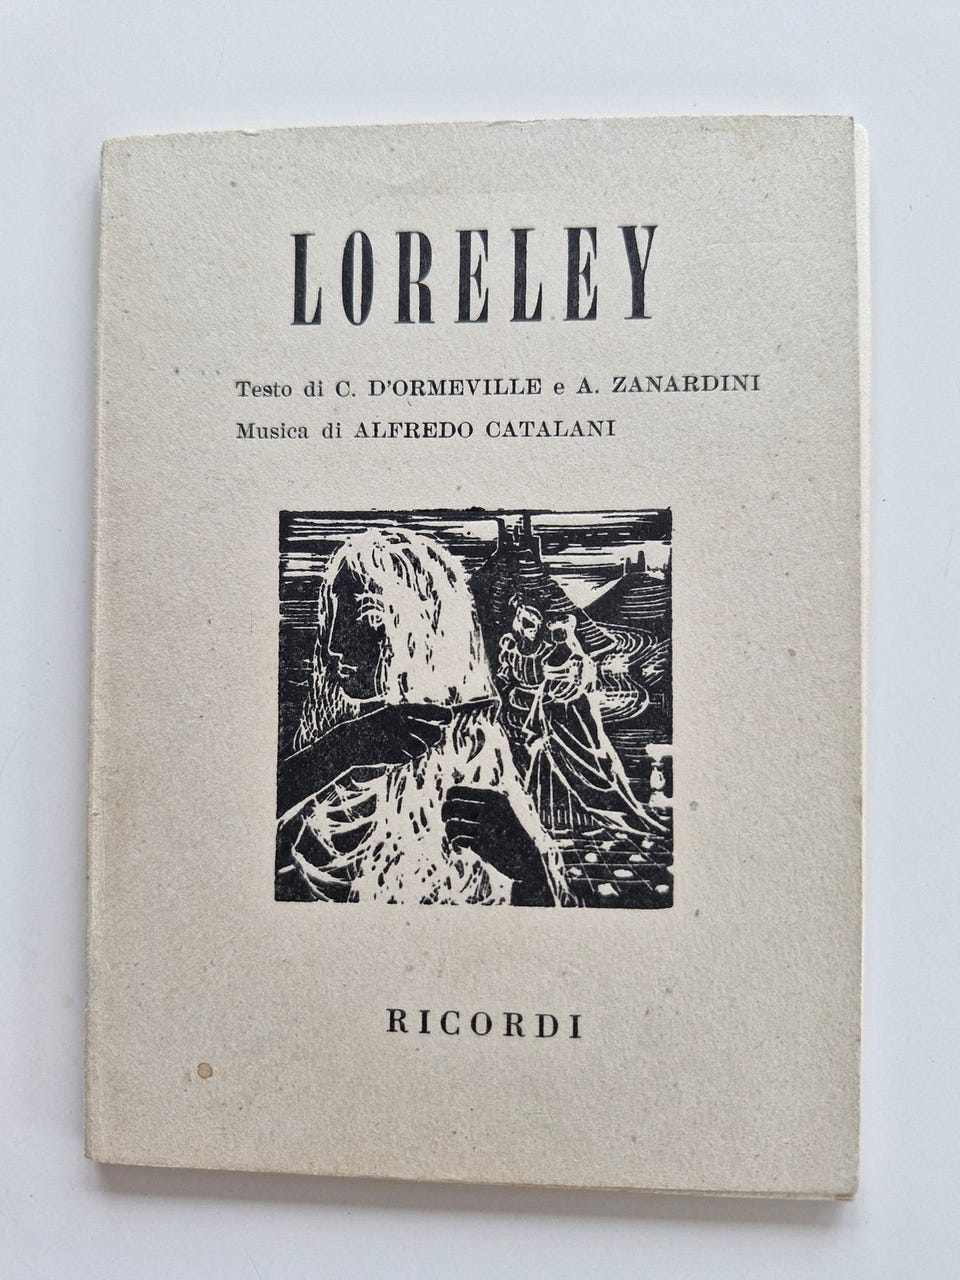 LORELEY
Testo di C. D'ORMEVILLE e A. ZANARDINI
Musica di ALFREDO CATALANI
RICORDI